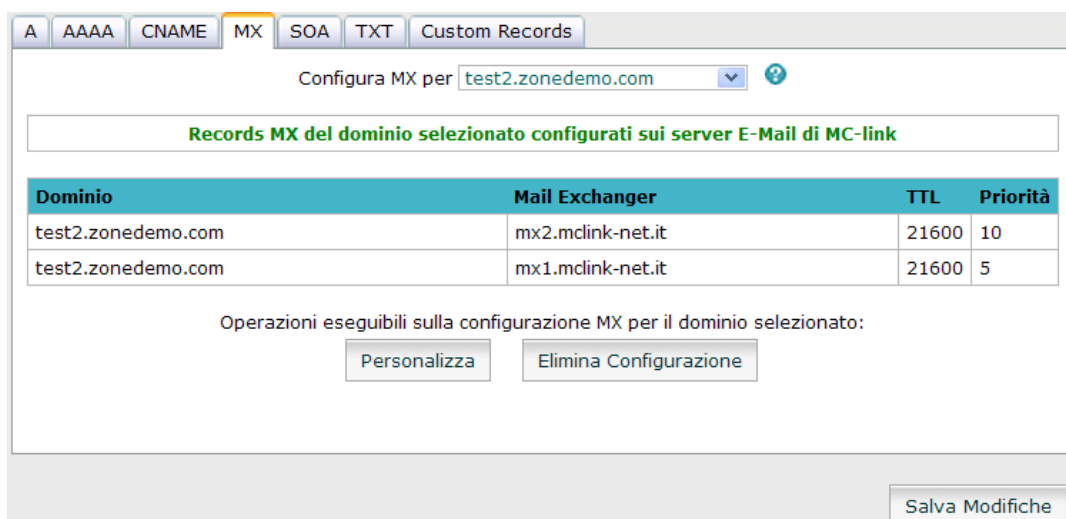 A AAAA CNAME MX SOA TXT Custom Records
Configura MX per test2.zonedemo.com ?
Records MX del dominio selezionato configurati sui server E-Mail di MC-link
Dominio Mail Exchanger TTL Priorità
test2.zonedemo.com mx2.mclink-net.it 21600 10
test2.zonedemo.com mx1.mclink-net.it 21600 5
Operazioni eseguibili sulla configurazione MX per il dominio selezionato:
Personalizza Elimina Configurazione
Salva Modifiche